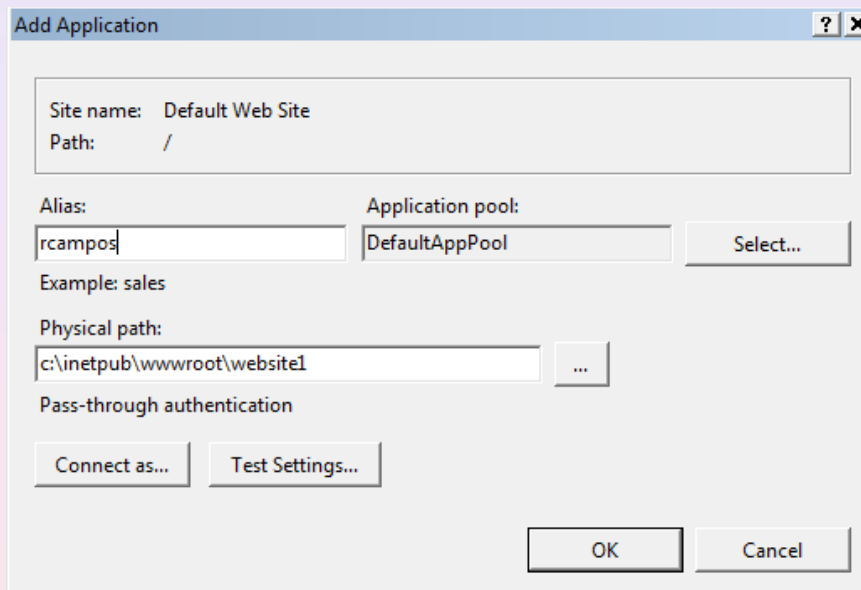 Add Application
? X
Site name: Default Web Site
Path: /
Alias:
Application pool:
rcampos
DefaultAppPool
Select...
Example: sales
Physical path:
c:\inetpub\wwwroot\website1
...
Pass-through authentication
Connect as...
Test Settings...
OK
Cancel